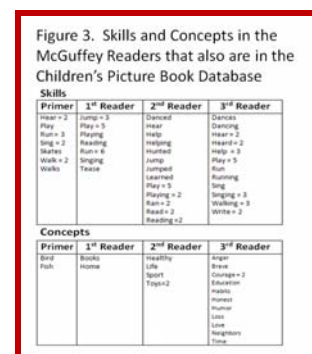 Figure 3. Skills and Concepts in the
McGuffey Readers that also are in the
Children's Picture Book Database
Skills
Primer 1st Reader 2nd Reader 3rd Reader
Hear = 2 Jump = 3 Danced Dances
Play Play = 5 Hear Dancing
Run = 3 Playing Help Hear = 2
Sing = 2 Reading Helping Heard = 2
Skates Run = 6 Hunted Help = 3
Walk = 2 Singing Jump Play = 5
Walks Tease Jumped Run
Learned Running
Play = 5 Sing
Playing = 2 Singing = 3
Ran = 2 Walking = 3
Read = 2 Write = 2
Reading =2
Concepts
Primer 1st Reader 2nd Reader 3rd Reader
Bird Books Healthy Anger
Fish Home Life Brave
Sport Courage = 2
Toys=2 Education
Habits
Honest
Humor
Loss
Love
Neighbors
Time